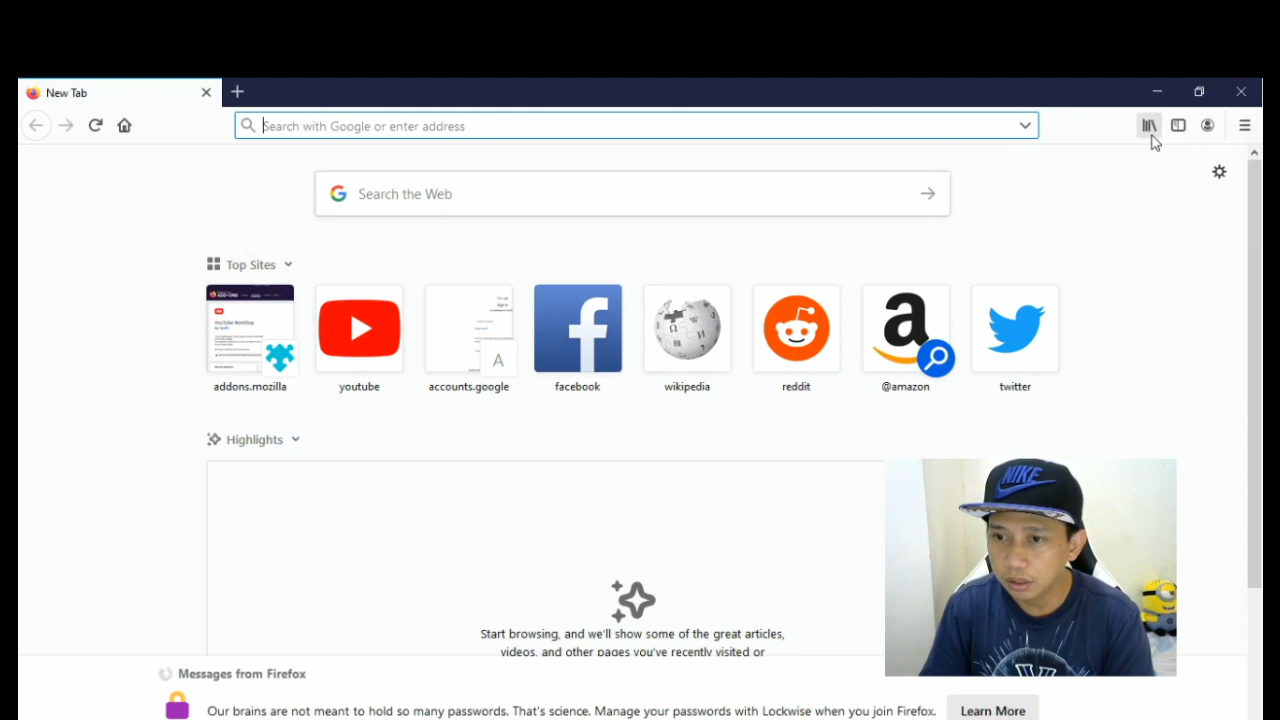 New Tab
Search with Google or enter address
Search the Web
Top Sites
addons.mozilla
youtube
A
accounts.google
facebook
wikipedia
reddit
@amazon
twitter
Highlights
NIKE
Start browsing, and we'll show some of the great articles,
videos, and other pages you've recently visited or
Messages from Firefox
Our brains are not meant to hold so many passwords. That's science. Manage your passwords with Lockwise when you join Firefox.
Learn More